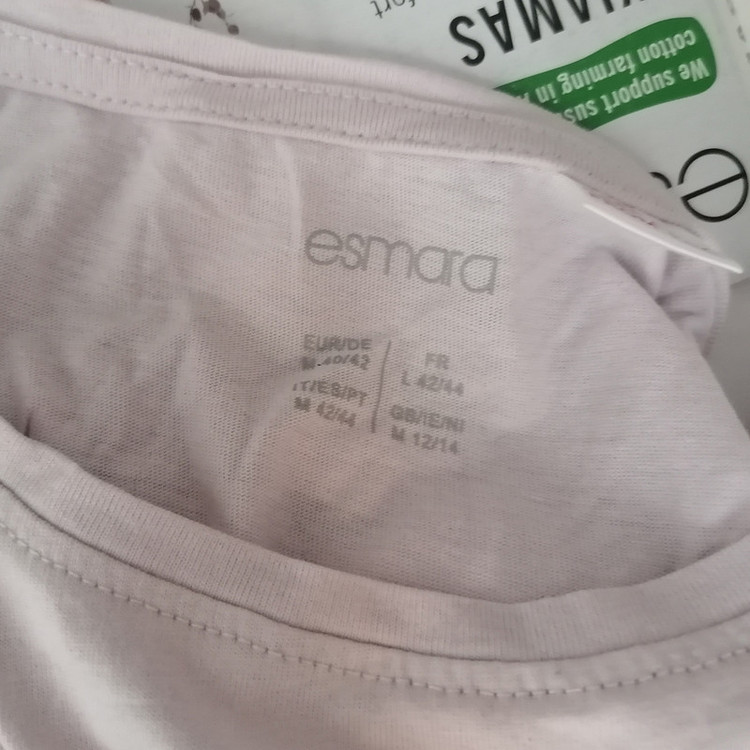 esmara
EUR/DE
M 40/42
IT/ES/PT
M 42/44
FR
L 42/44
GB/IE/NI
M 12/14
JAMAS
We support sus
cotton farming in